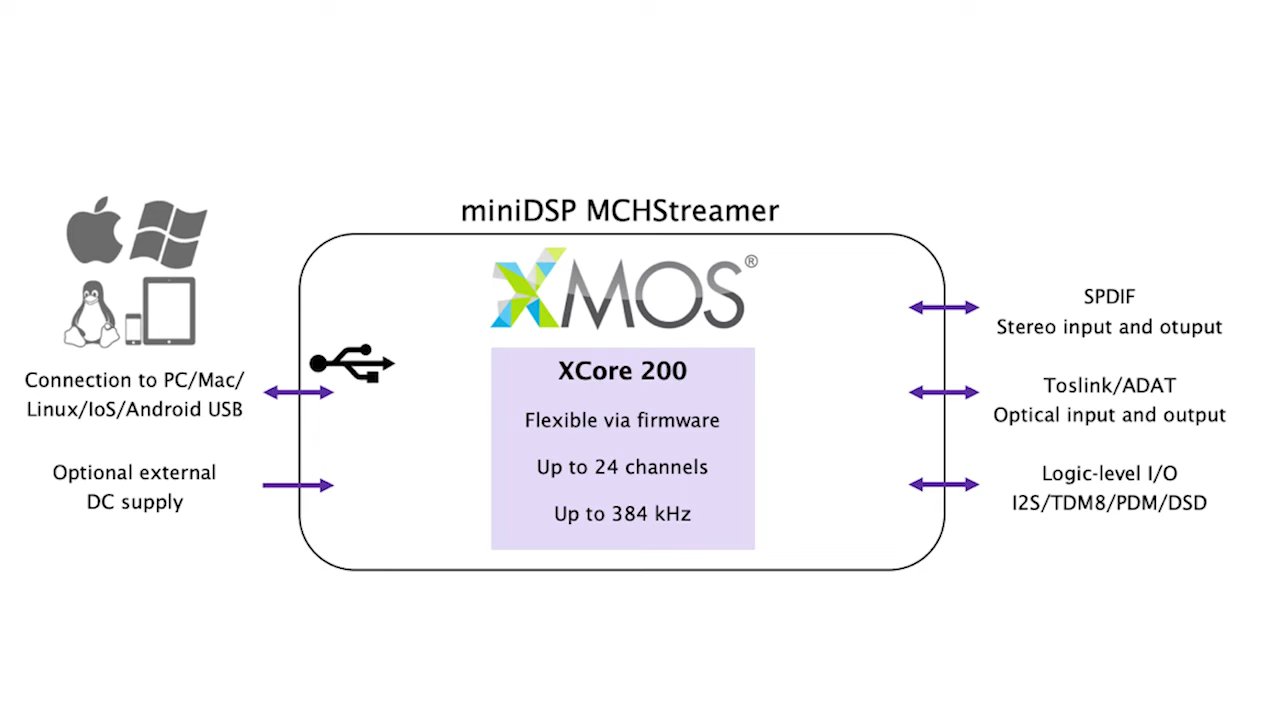 miniDSP MCHStreamer
XMOS®
XCore 200
Flexible via firmware
Up to 24 channels
Up to 384 kHz
Connection to PC/Mac/
Linux/IoS/Android USB
Optional external
DC supply
SPDIF
Stereo input and otuput
Toslink/ADAT
Optical input and output
Logic-level I/O
I2S/TDM8/PDM/DSD